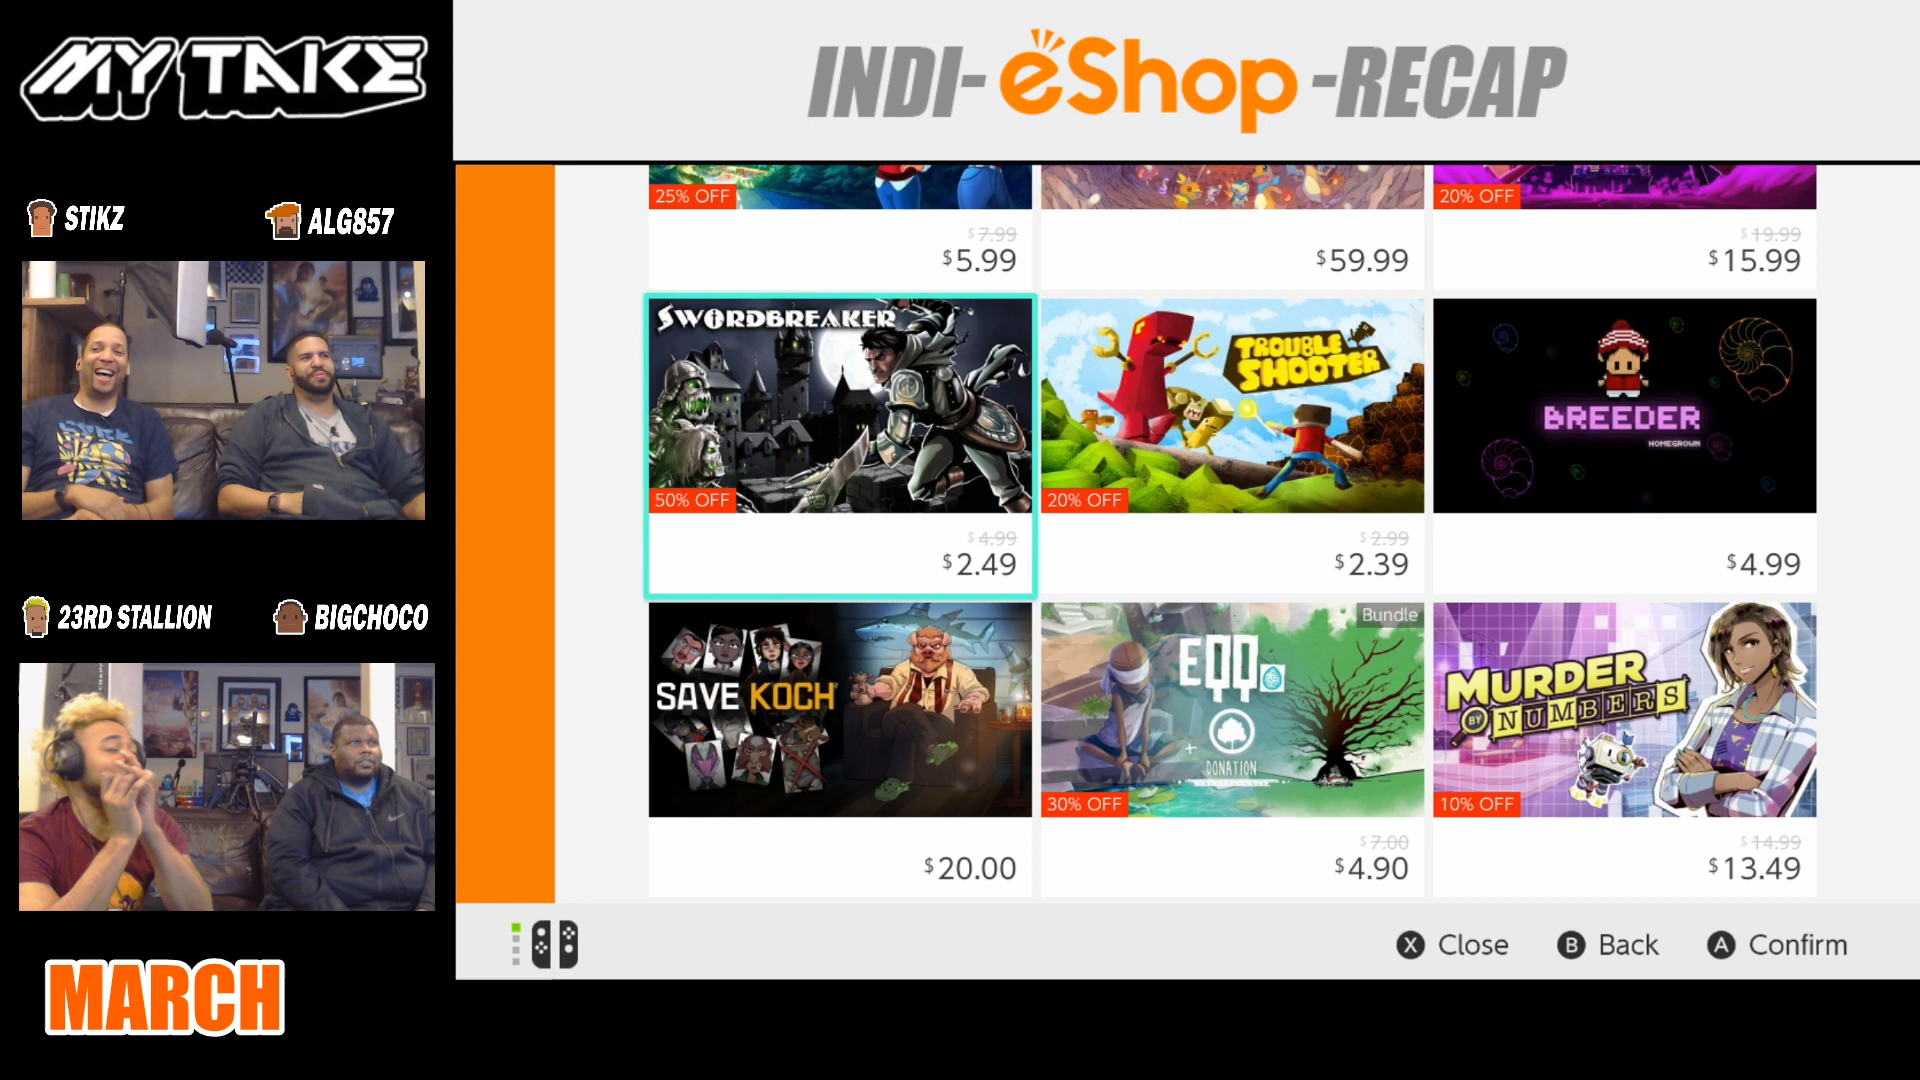 MY TAKE
INDI-eShop-RECAP
STIKZ
ALG857
23RD STALLION
BIGCHOCO
MARCH
25% OFF
$7.99
$5.99
$59.99
20% OFF
$19.99
$15.99
SWORDBREAKER
50% OFF
$4.99
$2.49
TROUBLE
SHOOTER
20% OFF
$2.99
$2.39
BREEDER
HOMEGROWN
$4.99
SAVE KOCH
$20.00
Bundle
EQQO
+
DONATION
30% OFF
$7.00
$4.90
MURDER
BY NUMBERS
10% OFF
$14.99
$13.49
X Close
B Back
A Confirm